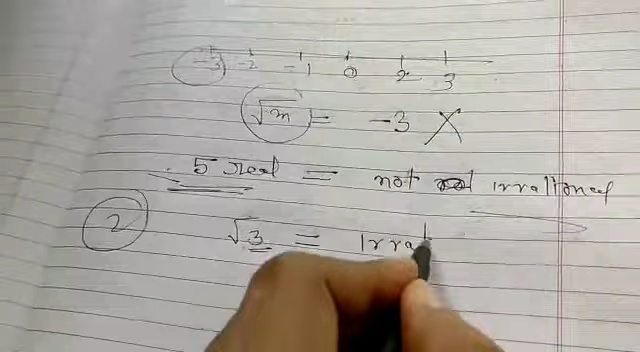 -3 -2 -1 0 2 3
√m = -3 X
5 real = not irrational
2
√3 = irrat